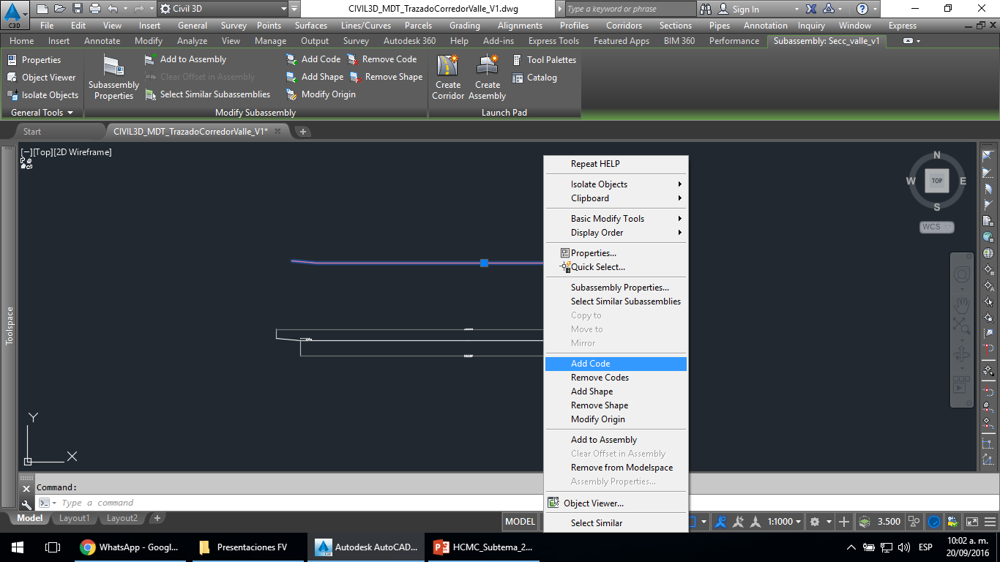 C3D
Civil 3D
CIVIL3D_MDT_TrazadoCorredorValle_V1.dwg
Type a keyword or phrase
Sign In
File Edit View Insert General Survey Points Surfaces Lines/Curves Parcels Grading Alignments Profiles Corridors Sections Pipes Annotation Inquiry Window Express
Home Insert Annotate Modify Analyze View Manage Output Survey Autodesk 360 Help Add-ins Express Tools Featured Apps BIM 360 Performance Subassembly: Secc_valle_v1
Properties
Object Viewer
Isolate Objects
General Tools
Subassembly
Properties
Add to Assembly
Clear Offset in Assembly
Select Similar Subassemblies
Add Code Remove Code
Add Shape Remove Shape
Modify Origin
Modify Subassembly
Create
Corridor
Create
Assembly
Tool Palettes
Catalog
Launch Pad
Start
CIVIL3D_MDT_TrazadoCorredorValle_V1*
[−][Top][2D Wireframe]
Toolspace
N
W TOP E
S
WCS
Repeat HELP
Isolate Objects
Clipboard
Basic Modify Tools
Display Order
Properties...
Quick Select...
Subassembly Properties...
Select Similar Subassemblies
Copy to
Move to
Mirror
Add Code
Remove Codes
Add Shape
Remove Shape
Modify Origin
Add to Assembly
Clear Offset in Assembly
Remove from Modelspace
Assembly Properties...
Object Viewer...
Select Similar
Y
X
Command:
Type a command
Model Layout1 Layout2
MODEL
1:1000
3.500
WhatsApp - Googl...
Presentaciones FV
Autodesk AutoCAD...
HCMC_Subtema_2...
ESP
10:02 a. m.
20/09/2016